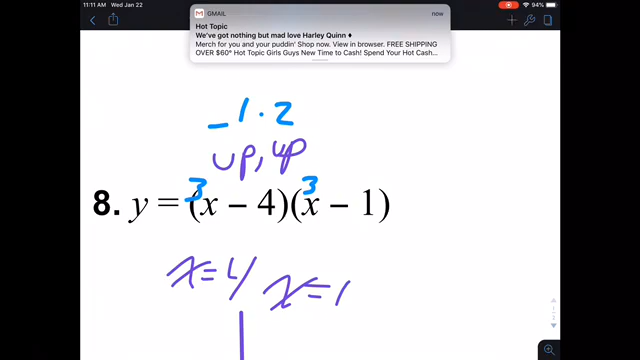 11:11 AM Wed Jan 22
94%
GMAIL
now
Hot Topic
We've got nothing but mad love Harley Quinn ♦
Merch for you and your puddin' Shop now. View in browser. FREE SHIPPING
OVER $60* Hot Topic Girls Guys New Time to Cash! Spend Your Hot Cash...
-1 · 2
up, up
3 3
8. y = (x − 4)(x − 1)
x=4 x=1